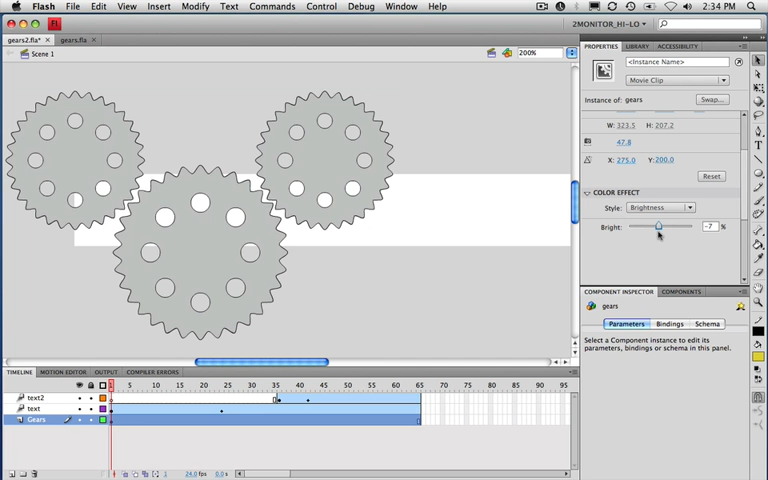 Flash File Edit View Insert Modify Text Commands Control Debug Window Help 2:34 PM
Fl 2MONITOR_HI-LO
gears2.fla* gears.fla
Scene 1 200%
PROPERTIES LIBRARY ACCESSIBILITY
<Instance Name>
Movie Clip
Instance of: gears Swap...
W: 323.5 H: 207.2
47.8
X: 275.0 Y: 200.0
Reset
COLOR EFFECT
Style: Brightness
Bright: -7 %
COMPONENT INSPECTOR COMPONENTS
gears
Parameters Bindings Schema
Select a Component instance to edit its
parameters, bindings or schema in this panel.
TIMELINE MOTION EDITOR OUTPUT COMPILER ERRORS
1 5 10 15 20 25 30 35 40 45 50 55 60 65 70 75 80 85 90 95
text2
text
Gears
1 24.0 fps 0.0 s